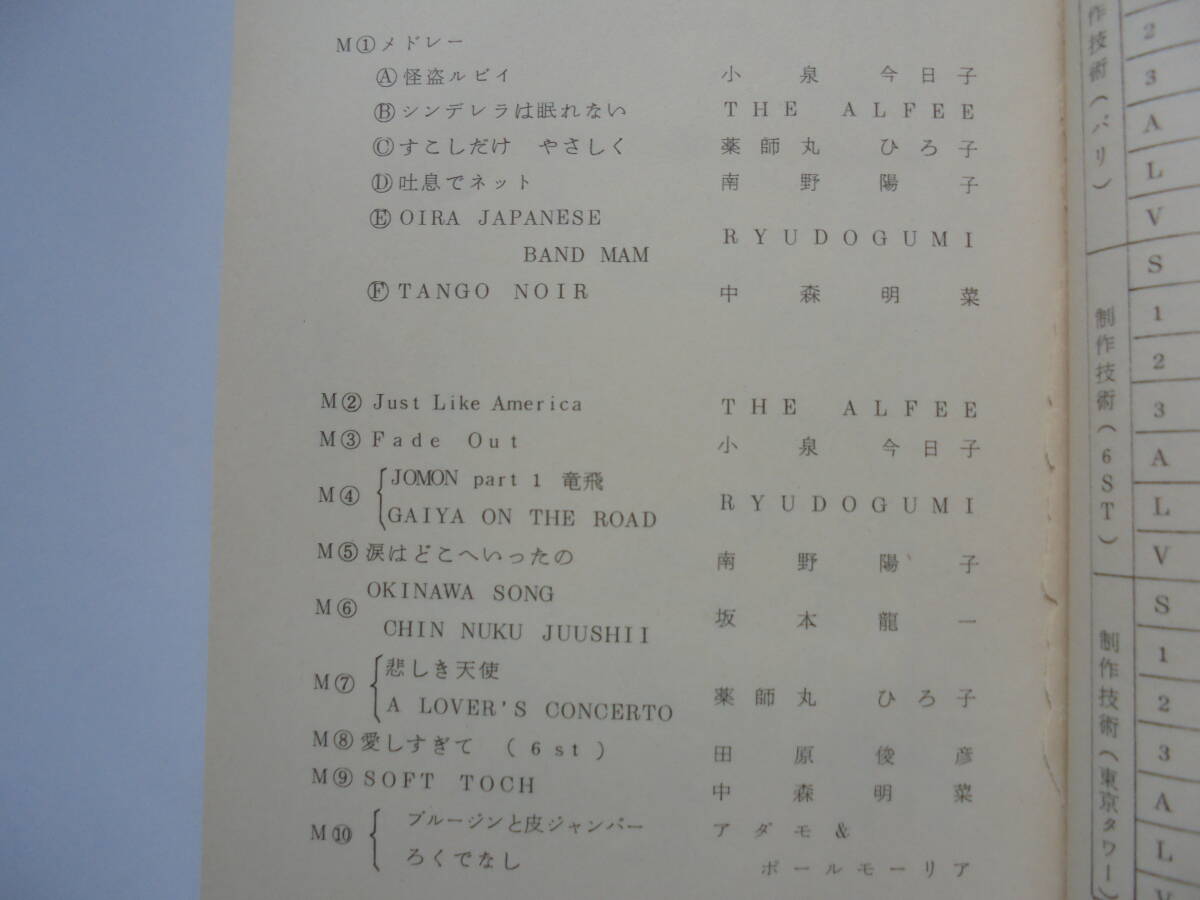 M①メドレー
Ⓐ怪盗ルビイ 小泉今日子
Ⓑシンデレラは眠れない THE ALFEE
Ⓒすこしだけ やさしく 薬師丸ひろ子
Ⓓ吐息でネット 南野陽子
ⒺOIRA JAPANESE
BAND MAM RYUDOGUMI
ⒻTANGO NOIR 中森明菜
M② Just Like America THE ALFEE
M③ Fade Out 小泉今日子
M④ JOMON part 1 竜飛
GAIYA ON THE ROAD RYUDOGUMI
M⑤ 涙はどこへいったの 南野陽子
M⑥ OKINAWA SONG
CHIN NUKU JUUSHII 坂本龍一
M⑦ 悲しき天使
A LOVER'S CONCERTO 薬師丸ひろ子
M⑧ 愛しすぎて (6st) 田原俊彦
M⑨ SOFT TOCH 中森明菜
M⑩ ブルージンと皮ジャンパー アダモ&
ろくでなし ポールモーリア
作技術(パリ)
2
3
A
L
V
制作技術(6ST)
S
1
2
3
A
L
V
制作技術(東京タワー)
S
1
2
3
A
L
V